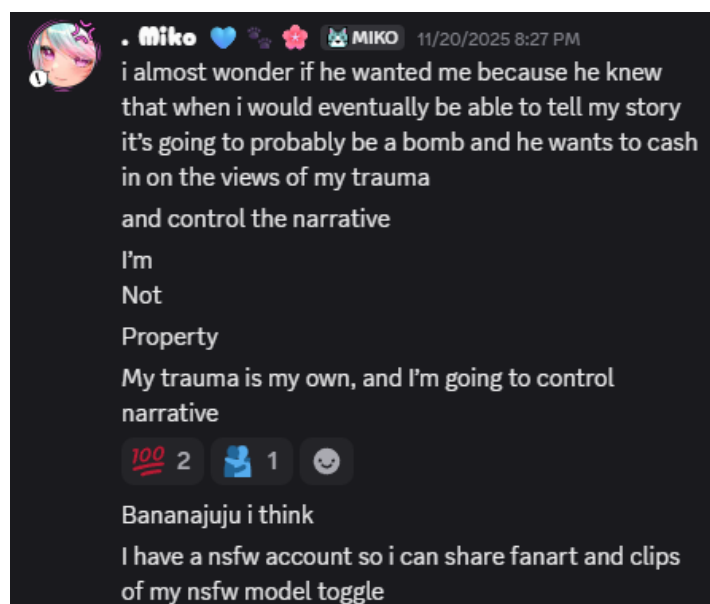 . Miko 💙 🐾 🌸 MIKO 11/20/2025 8:27 PM
i almost wonder if he wanted me because he knew
that when i would eventually be able to tell my story
it's going to probably be a bomb and he wants to cash
in on the views of my trauma
and control the narrative
I'm
Not
Property
My trauma is my own, and I'm going to control
narrative
💯 2 🫂 1
Bananajuju i think
I have a nsfw account so i can share fanart and clips
of my nsfw model toggle